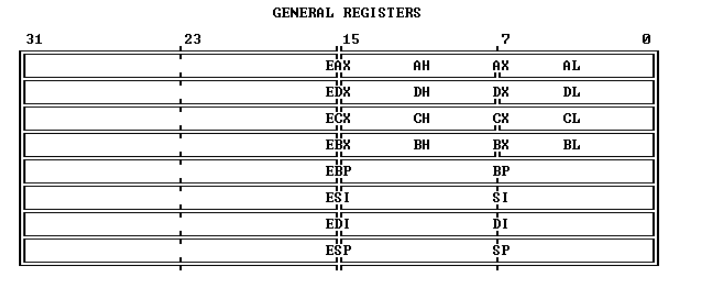 GENERAL REGISTERS
31 23 15 7 0
EAX AH AX AL
EDX DH DX DL
ECX CH CX CL
EBX BH BX BL
EBP BP
ESI SI
EDI DI
ESP SP